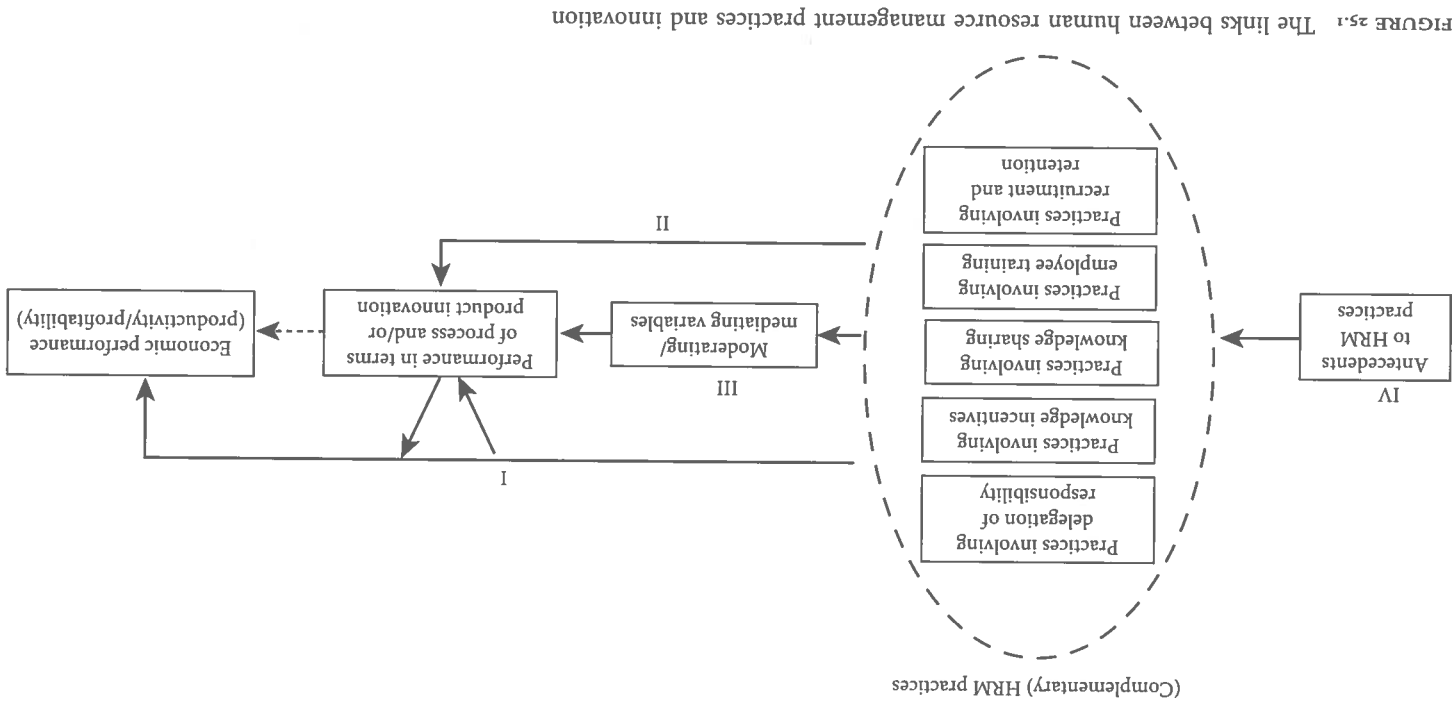 (Complementary) HRM practices
IV
Antecedents
to HRM
practices
Practices involving
delegation of
responsibility
Practices involving
knowledge incentives
Practices involving
knowledge sharing
Practices involving
employee training
Practices involving
recruitment and
retention
I
III
Moderating/
mediating variables
II
Performance in terms
of process and/or
product innovation
Economic performance
(productivity/profitability)
FIGURE 25.1 The links between human resource management practices and innovation